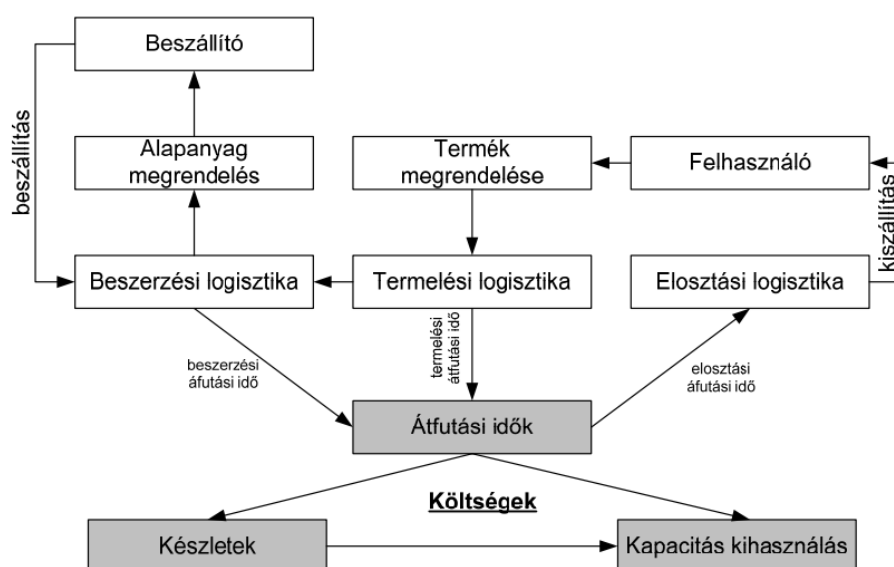 Beszállító
beszállítás
Alapanyag
megrendelés
Termék
megrendelése
Felhasználó
kiszállítás
Beszerzési logisztika
Termelési logisztika
Elosztási logisztika
beszerzési
áfutási idő
termelési
átfutási idő
elosztási
áfutási idő
Átfutási idők
Költségek
Készletek
Kapacitás kihasználás